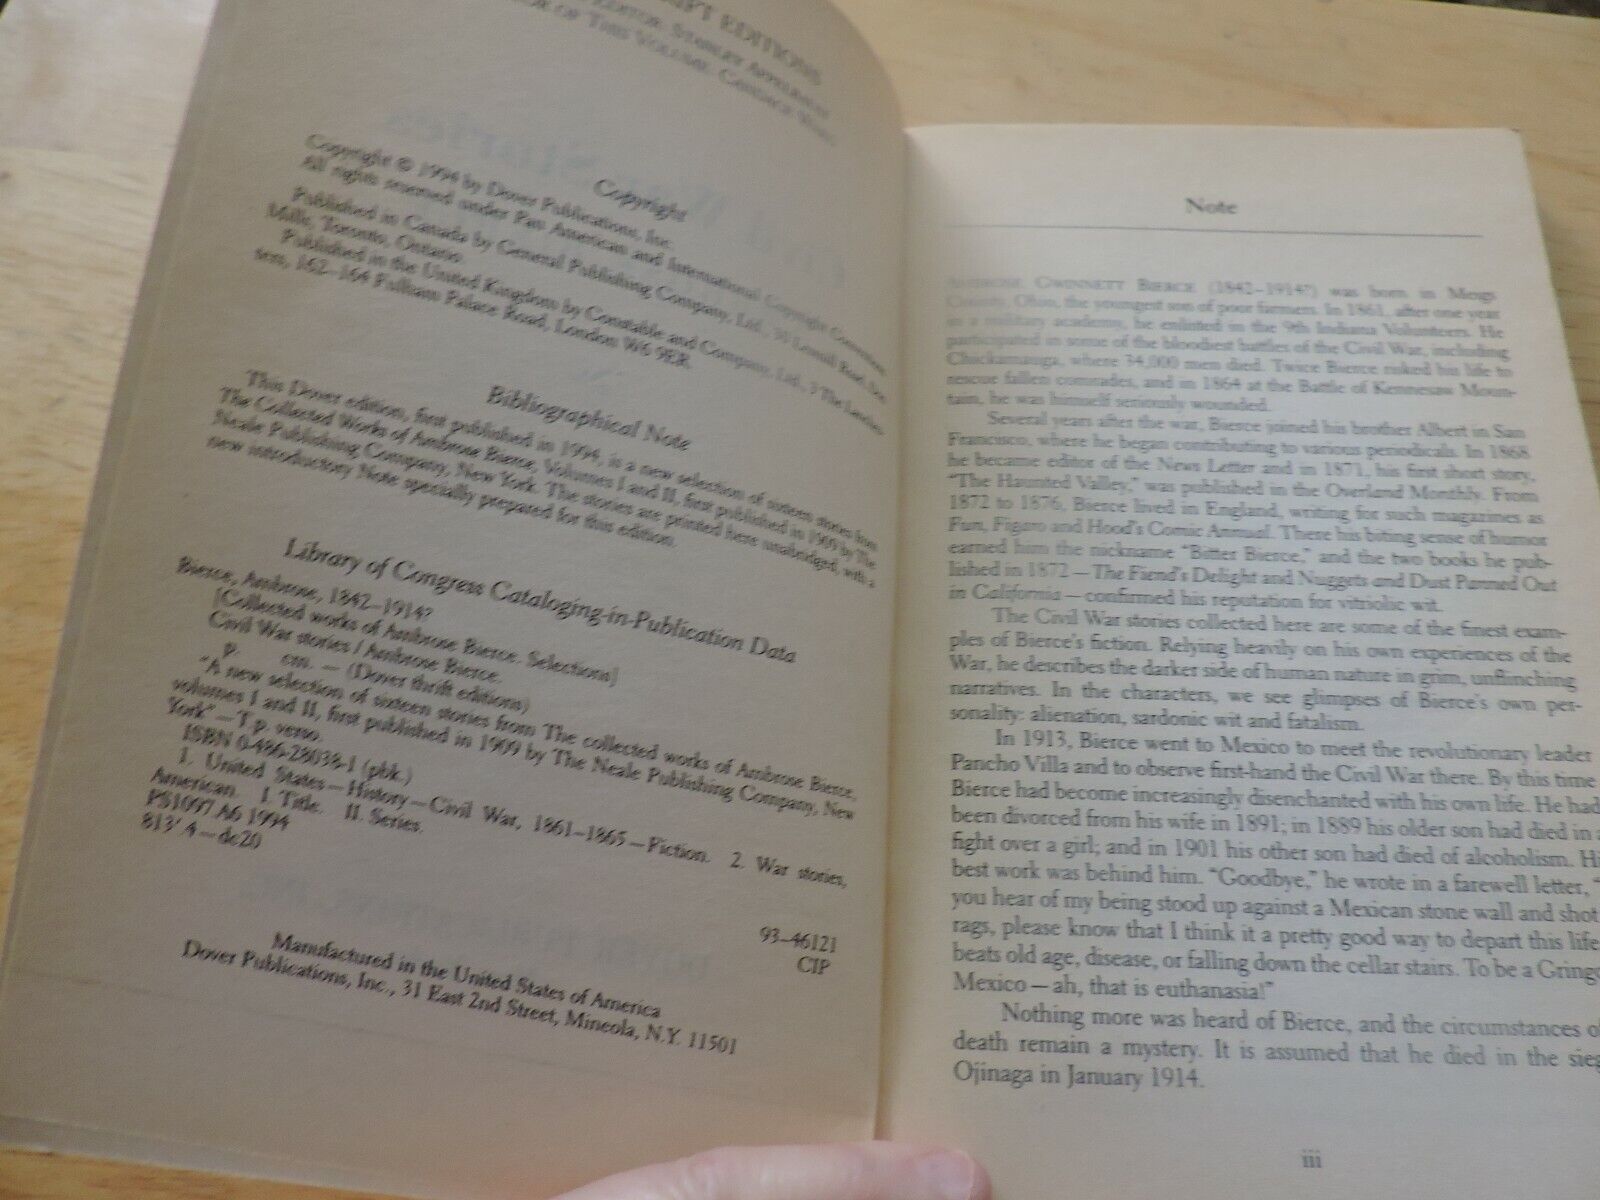 EDITIONS
EDITOR: STANLEY APPELBAUM
OF THIS VOLUME: CANDACE WARD
Copyright
Copyright © 1994 by Dover Publications, Inc.
All rights reserved under Pan American and International Copyright Conventions.
Published in Canada by General Publishing Company, Ltd., 30 Lesmill Road, Don
Mills, Toronto, Ontario.
Published in the United Kingdom by Constable and Company, Ltd., 3 The Lanches-
ters, 162–164 Fulham Palace Road, London W6 9ER.
Bibliographical Note
This Dover edition, first published in 1994, is a new selection of sixteen stories from
The Collected Works of Ambrose Bierce, Volumes I and II, first published in 1909 by The
Neale Publishing Company, New York. The stories are printed here unabridged, with a
new introductory Note specially prepared for this edition.
Library of Congress Cataloging-in-Publication Data
Bierce, Ambrose, 1842–1914?
[Collected works of Ambrose Bierce. Selections]
Civil War stories / Ambrose Bierce.
p. cm. — (Dover thrift editions)
"A new selection of sixteen stories from The collected works of Ambrose Bierce,
volumes I and II, first published in 1909 by The Neale Publishing Company, New
York"—T.p. verso.
ISBN 0-486-28038-1 (pbk.)
1. United States—History—Civil War, 1861–1865—Fiction. 2. War stories,
American. I. Title. II. Series.
PS1097.A6 1994
813'.4—dc20
93–46121
CIP
Manufactured in the United States of America
Dover Publications, Inc., 31 East 2nd Street, Mineola, N.Y. 11501
Note
AMBROSE GWINNETT BIERCE (1842–1914?) was born in Meigs
County, Ohio, the youngest son of poor farmers. In 1861, after one year
in a military academy, he enlisted in the 9th Indiana Volunteers. He
participated in some of the bloodiest battles of the Civil War, including
Chickamauga, where 34,000 men died. Twice Bierce risked his life to
rescue fallen comrades, and in 1864 at the Battle of Kennesaw Moun-
tain, he was himself seriously wounded.
Several years after the war, Bierce joined his brother Albert in San
Francisco, where he began contributing to various periodicals. In 1868
he became editor of the News Letter and in 1871, his first short story,
"The Haunted Valley," was published in the Overland Monthly. From
1872 to 1876, Bierce lived in England, writing for such magazines as
Fun, Figaro and Hood's Comic Annual. There his biting sense of humor
earned him the nickname "Bitter Bierce," and the two books he pub-
lished in 1872—The Fiend's Delight and Nuggets and Dust Panned Out
in California—confirmed his reputation for vitriolic wit.
The Civil War stories collected here are some of the finest exam-
ples of Bierce's fiction. Relying heavily on his own experiences of the
War, he describes the darker side of human nature in grim, unflinching
narratives. In the characters, we see glimpses of Bierce's own per-
sonality: alienation, sardonic wit and fatalism.
In 1913, Bierce went to Mexico to meet the revolutionary leader
Pancho Villa and to observe first-hand the Civil War there. By this time
Bierce had become increasingly disenchanted with his own life. He had
been divorced from his wife in 1891; in 1889 his older son had died in a
fight over a girl; and in 1901 his other son had died of alcoholism. Hi
best work was behind him. "Goodbye," he wrote in a farewell letter, "
you hear of my being stood up against a Mexican stone wall and shot
rags, please know that I think it a pretty good way to depart this life
beats old age, disease, or falling down the cellar stairs. To be a Gringo
Mexico—ah, that is euthanasia!"
Nothing more was heard of Bierce, and the circumstances of
death remain a mystery. It is assumed that he died in the sieg
Ojinaga in January 1914.
iii